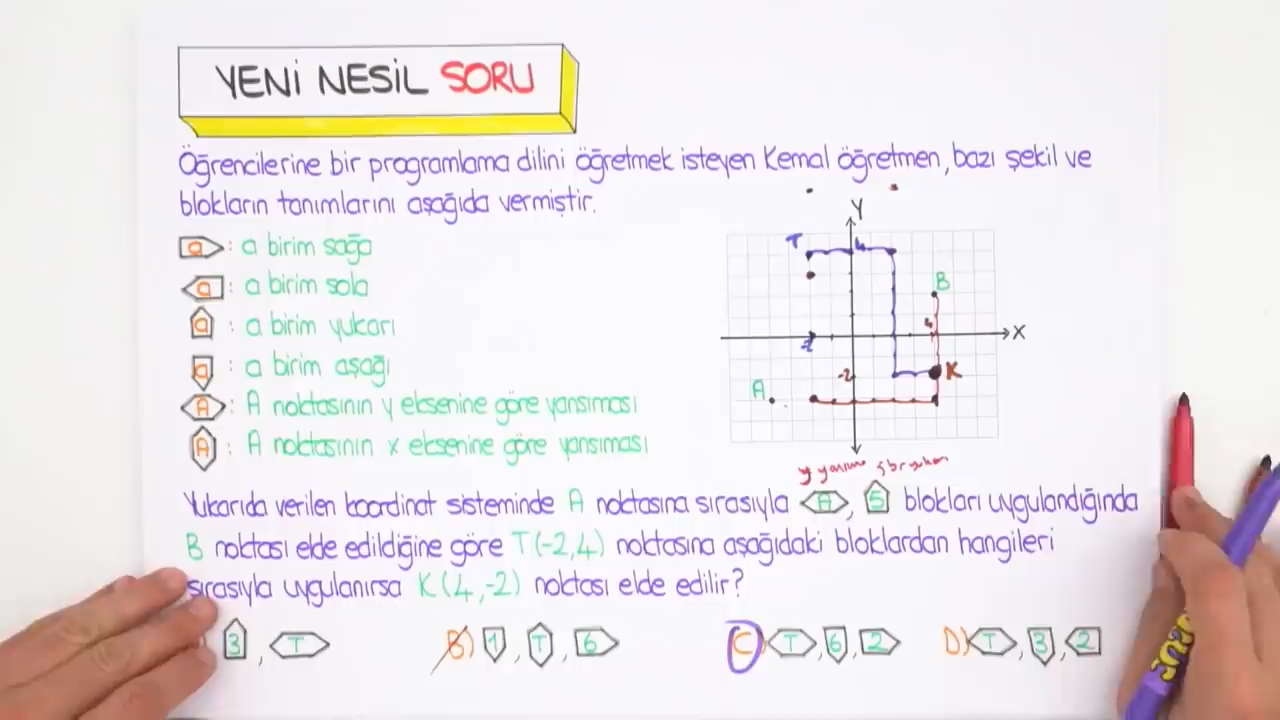 YENİ NESİL SORU
Öğrencilerine bir programlama dilini öğretmek isteyen Kemal öğretmen, bazı şekil ve
blokların tanımlarını aşağıda vermiştir.
a : a birim sağa
a : a birim sola
a : a birim yukarı
a : a birim aşağı
A : A noktasının y eksenine göre yansıması
A : A noktasının x eksenine göre yansıması
Y
T 4
B
4
-2 X
-2 K
A
y yansıma 5br yukarı
Yukarıda verilen koordinat sisteminde A noktasına sırasıyla A, 5 blokları uygulandığında
B noktası elde edildiğine göre T(-2,4) noktasına aşağıdaki bloklardan hangileri
sırasıyla uygulanırsa K(4,-2) noktası elde edilir?
) 3, T B) 1, T, 6 C) T, 6, 2 D) T, 3, 2